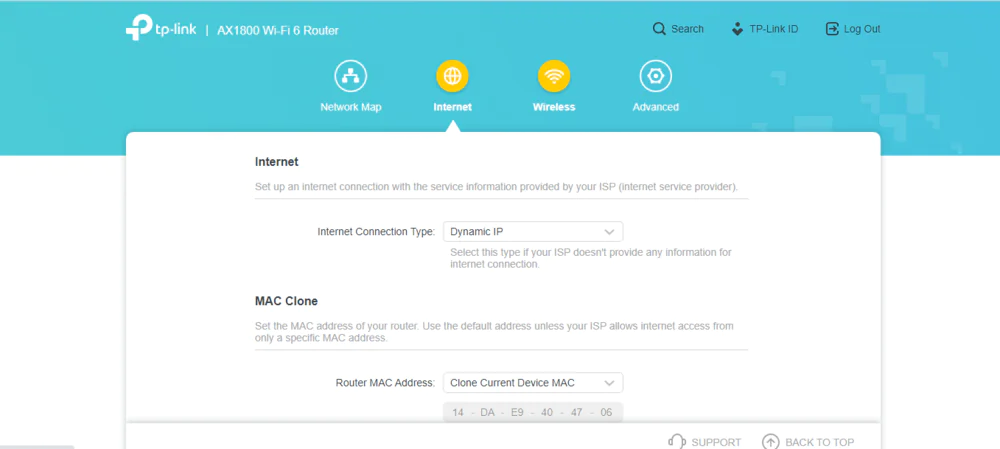 tp-link | AX1800 Wi-Fi 6 Router
Search
TP-Link ID
Log Out
Network Map
Internet
Wireless
Advanced
Internet
Set up an internet connection with the service information provided by your ISP (internet service provider).
Internet Connection Type: Dynamic IP
Select this type if your ISP doesn't provide any information for
internet connection.
MAC Clone
Set the MAC address of your router. Use the default address unless your ISP allows internet access from
only a specific MAC address.
Router MAC Address: Clone Current Device MAC
14 - DA - E9 - 40 - 47 - 06
SUPPORT
BACK TO TOP